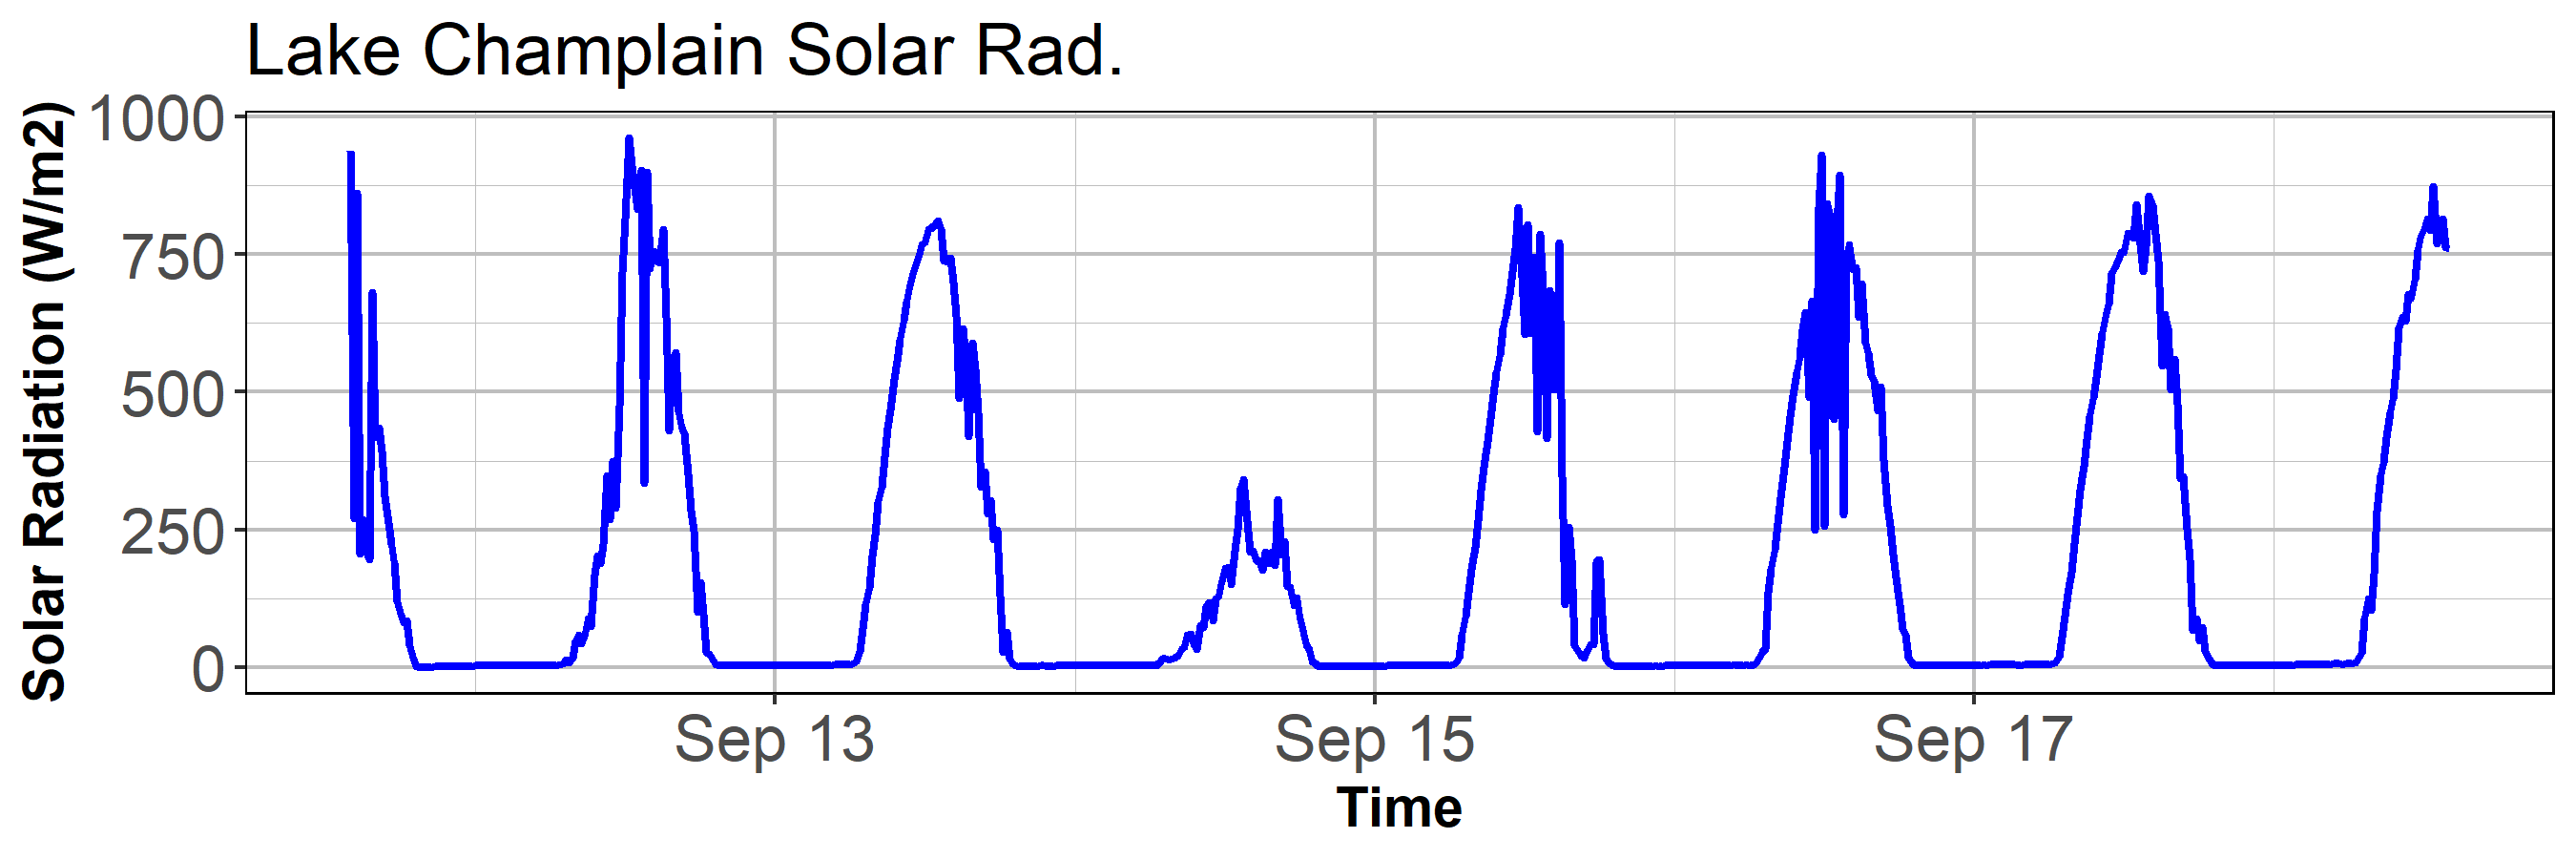 Lake Champlain Solar Rad.
Solar Radiation (W/m2)
1000
750
500
250
0
Sep 13
Sep 15
Sep 17
Time